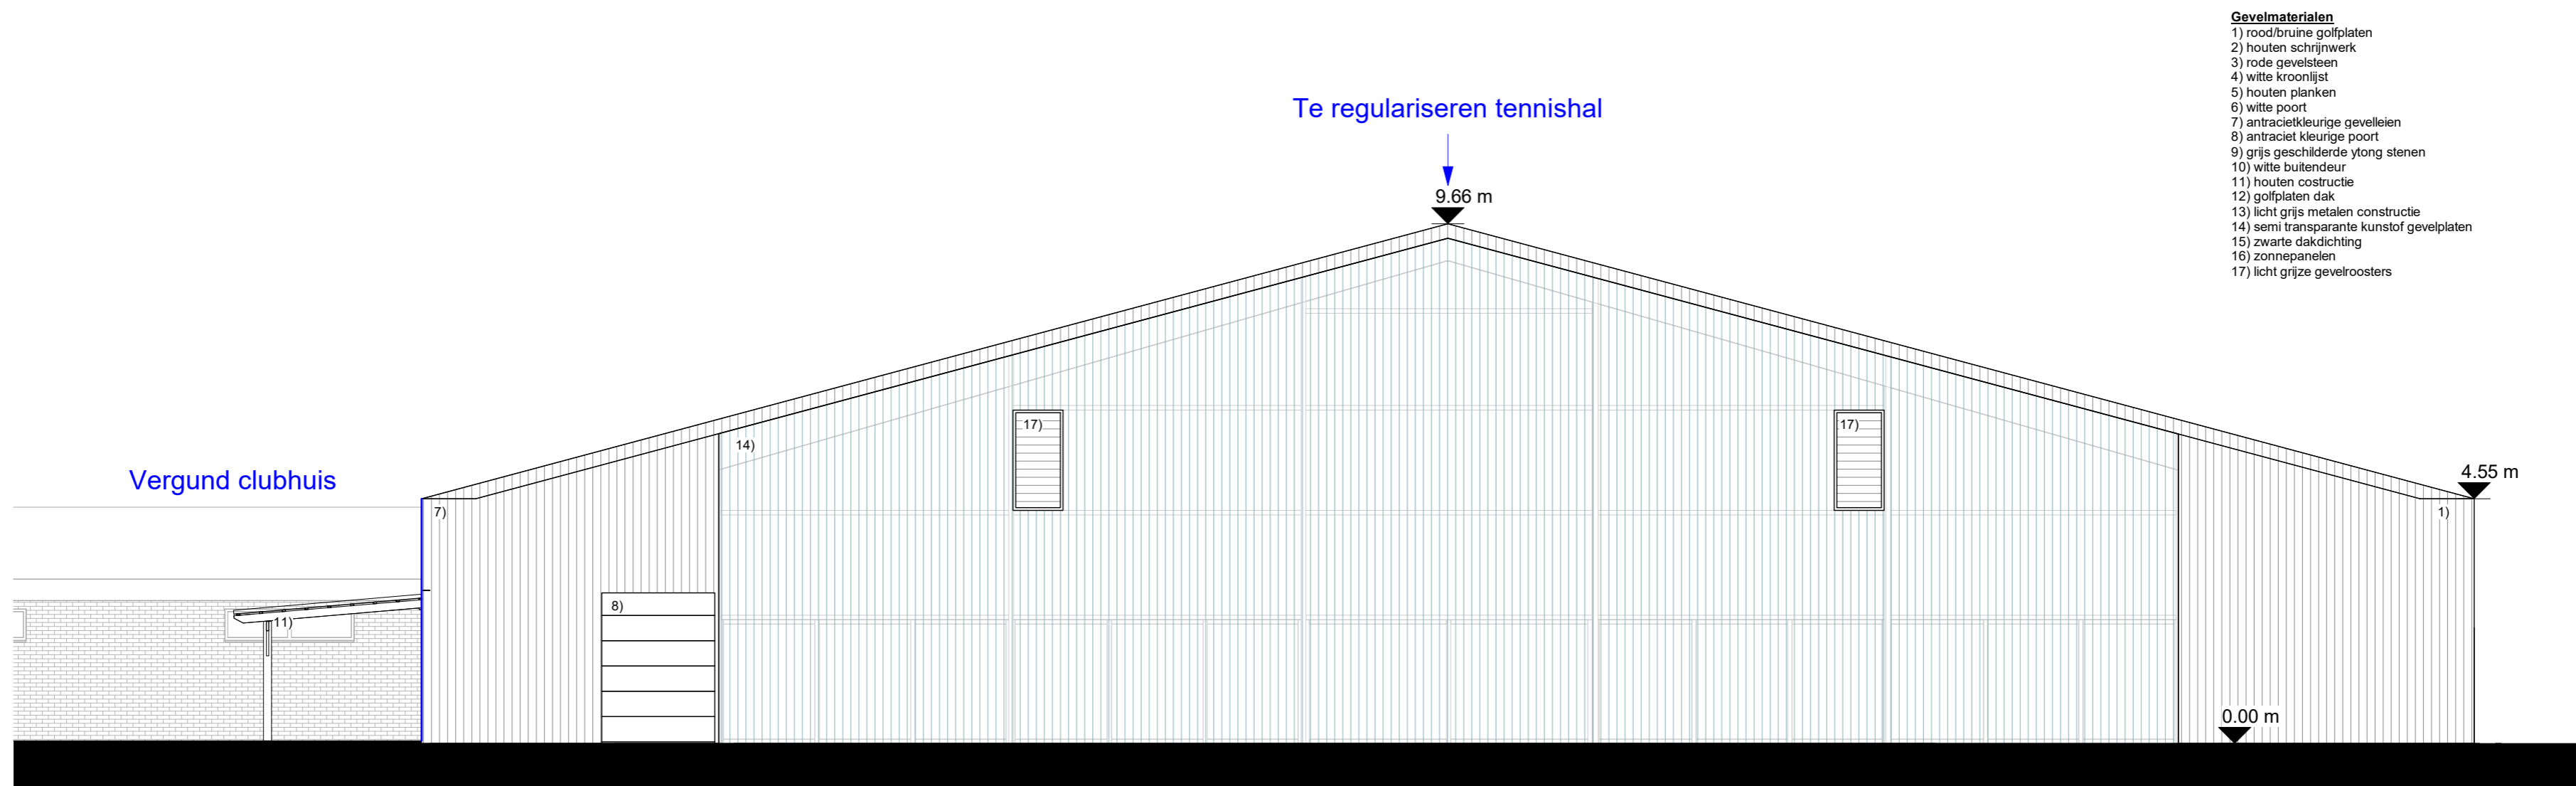 Gevelmaterialen
1) rood/bruine golfplaten
2) houten schrijnwerk
3) rode gevelsteen
4) witte kroonlijst
5) houten planken
6) witte poort
7) antracietkleurige gevelleien
8) antraciet kleurige poort
9) grijs geschilderde ytong stenen
10) witte buitendeur
11) houten costructie
12) golfplaten dak
13) licht grijs metalen constructie
14) semi transparante kunstof gevelplaten
15) zwarte dakdichting
16) zonnepanelen
17) licht grijze gevelroosters
Te regulariseren tennishal
9.66 m
17)
17)
14)
4.55 m
Vergund clubhuis
7)
1)
8)
11)
0.00 m